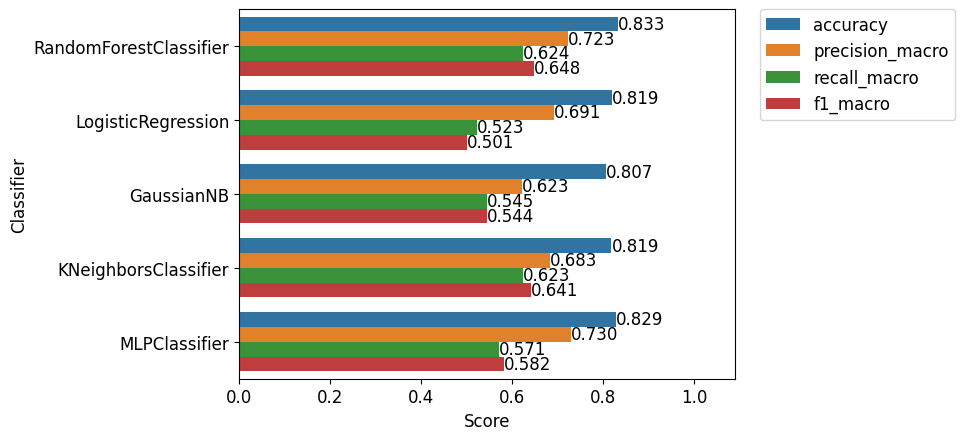 Classifier
RandomForestClassifier
0.833
0.723
0.624
0.648
LogisticRegression
0.819
0.691
0.523
0.501
GaussianNB
0.807
0.623
0.545
0.544
KNeighborsClassifier
0.819
0.683
0.623
0.641
MLPClassifier
0.829
0.730
0.571
0.582
0.0 0.2 0.4 0.6 0.8 1.0
Score
accuracy
precision_macro
recall_macro
f1_macro